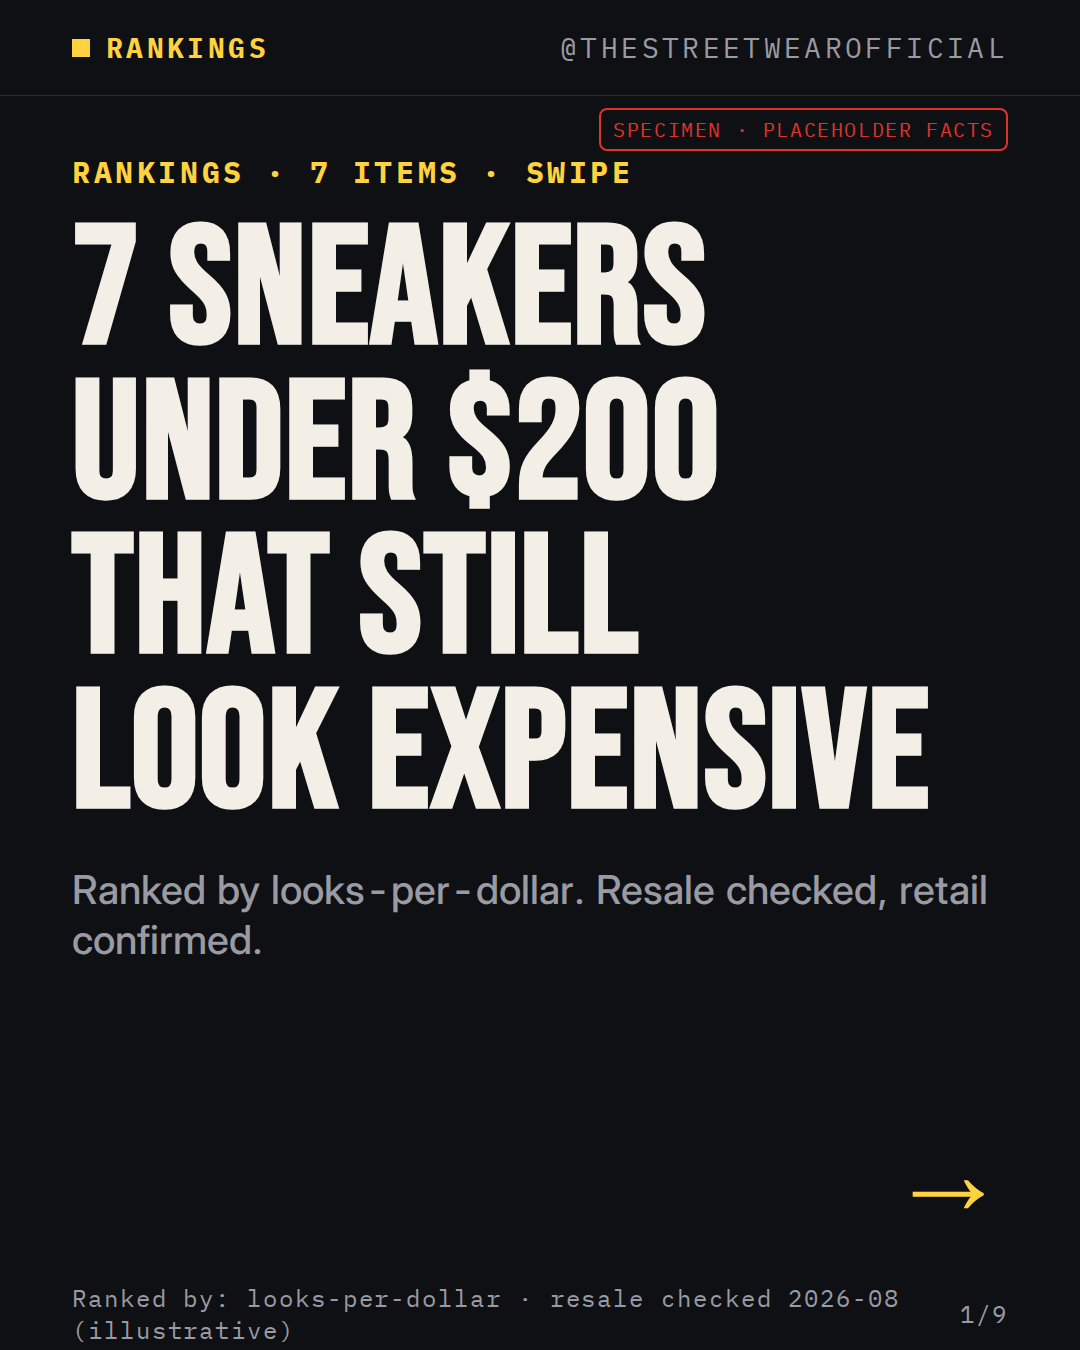 RANKINGS
@THESTREETWEAROFFICIAL
SPECIMEN · PLACEHOLDER FACTS
RANKINGS · 7 ITEMS · SWIPE
7 SNEAKERS
UNDER $200
THAT STILL
LOOK EXPENSIVE
Ranked by looks-per-dollar. Resale checked, retail
confirmed.
→
Ranked by: looks-per-dollar · resale checked 2026-08
(illustrative)
1/9